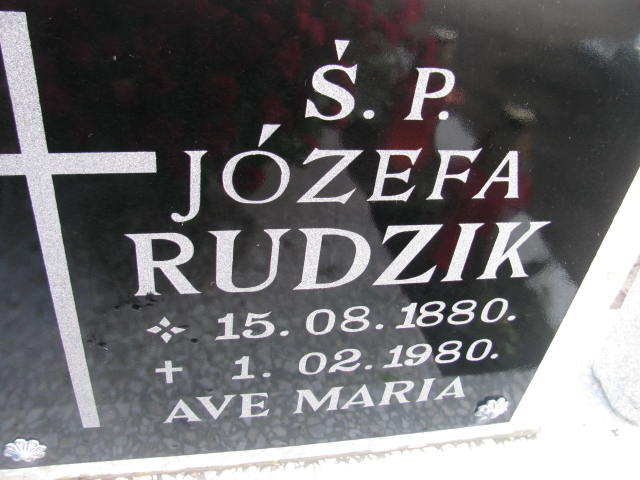 Ś. P.
JÓZEFA
RUDZIK
15. 08. 1880.
1. 02. 1980.
AVE MARIA